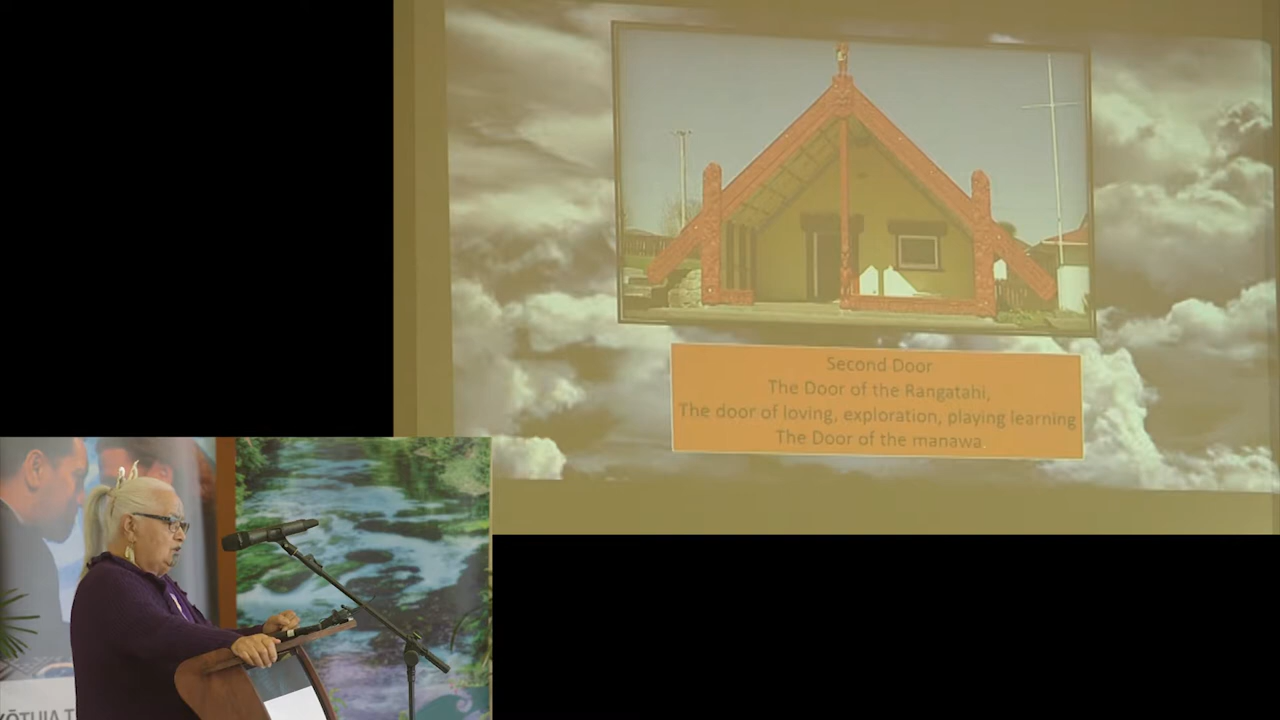 Second Door
The Door of the Rangatahi,
The door of loving, exploration, playing learning
The Door of the manawa.
KŌTUIA T